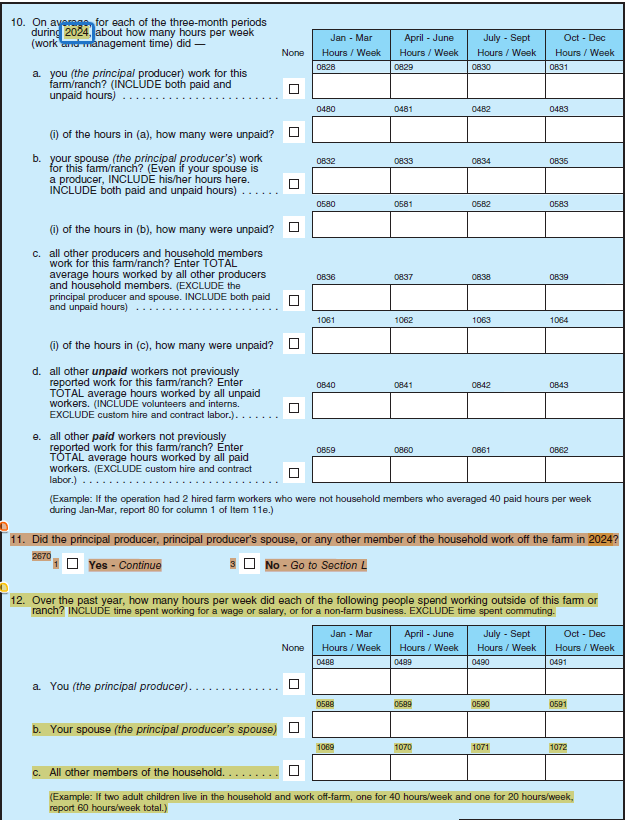 10. On average, for each of the three-month periods
during 2024, about how many hours per week
(work and management time) did —
None
Jan - Mar
Hours / Week
April - June
Hours / Week
July - Sept
Hours / Week
Oct - Dec
Hours / Week
0828 0829 0830 0831
a. you (the principal producer) work for this
farm/ranch? (INCLUDE both paid and
unpaid hours) . . . . . . . . . . . . . . . . . . . . . . . . .
0480 0481 0482 0483
(i) of the hours in (a), how many were unpaid?
0832 0833 0834 0835
b. your spouse (the principal producer's) work
for this farm/ranch? (Even if your spouse is
a producer, INCLUDE his/her hours here.
INCLUDE both paid and unpaid hours) . . . . . .
0580 0581 0582 0583
(i) of the hours in (b), how many were unpaid?
c. all other producers and household members
work for this farm/ranch? Enter TOTAL
average hours worked by all other producers
and household members. (EXCLUDE the
principal producer and spouse. INCLUDE both paid
and unpaid hours) . . . . . . . . . . . . . . . . . . . . . . .
0836 0837 0838 0839
1061 1062 1063 1064
(i) of the hours in (c), how many were unpaid?
d. all other unpaid workers not previously
reported work for this farm/ranch? Enter
TOTAL average hours worked by all unpaid
workers. (INCLUDE volunteers and interns.
EXCLUDE custom hire and contract labor.). . . . . . .
0840 0841 0842 0843
e. all other paid workers not previously
reported work for this farm/ranch? Enter
TOTAL average hours worked by all paid
workers. (EXCLUDE custom hire and contract
labor.) . . . . . . . . . . . . . . . . . . . . . . . . . . . . . . .
0859 0860 0861 0862
(Example: If the operation had 2 hired farm workers who were not household members who averaged 40 paid hours per week
during Jan-Mar, report 80 for column 1 of Item 11e.)
11. Did the principal producer, principal producer's spouse, or any other member of the household work off the farm in 2024?
2670
1 Yes - Continue 3 No - Go to Section L
12. Over the past year, how many hours per week did each of the following people spend working outside of this farm or
ranch? INCLUDE time spent working for a wage or salary, or for a non-farm business. EXCLUDE time spent commuting.
None
Jan - Mar
Hours / Week
April - June
Hours / Week
July - Sept
Hours / Week
Oct - Dec
Hours / Week
0488 0489 0490 0491
a. You (the principal producer). . . . . . . . . . . . . .
0588 0589 0590 0591
b. Your spouse (the principal producer's spouse)
1069 1070 1071 1072
c. All other members of the household. . . . . . . . .
(Example: If two adult children live in the household and work off-farm, one for 40 hours/week and one for 20 hours/week,
report 60 hours/week total.)